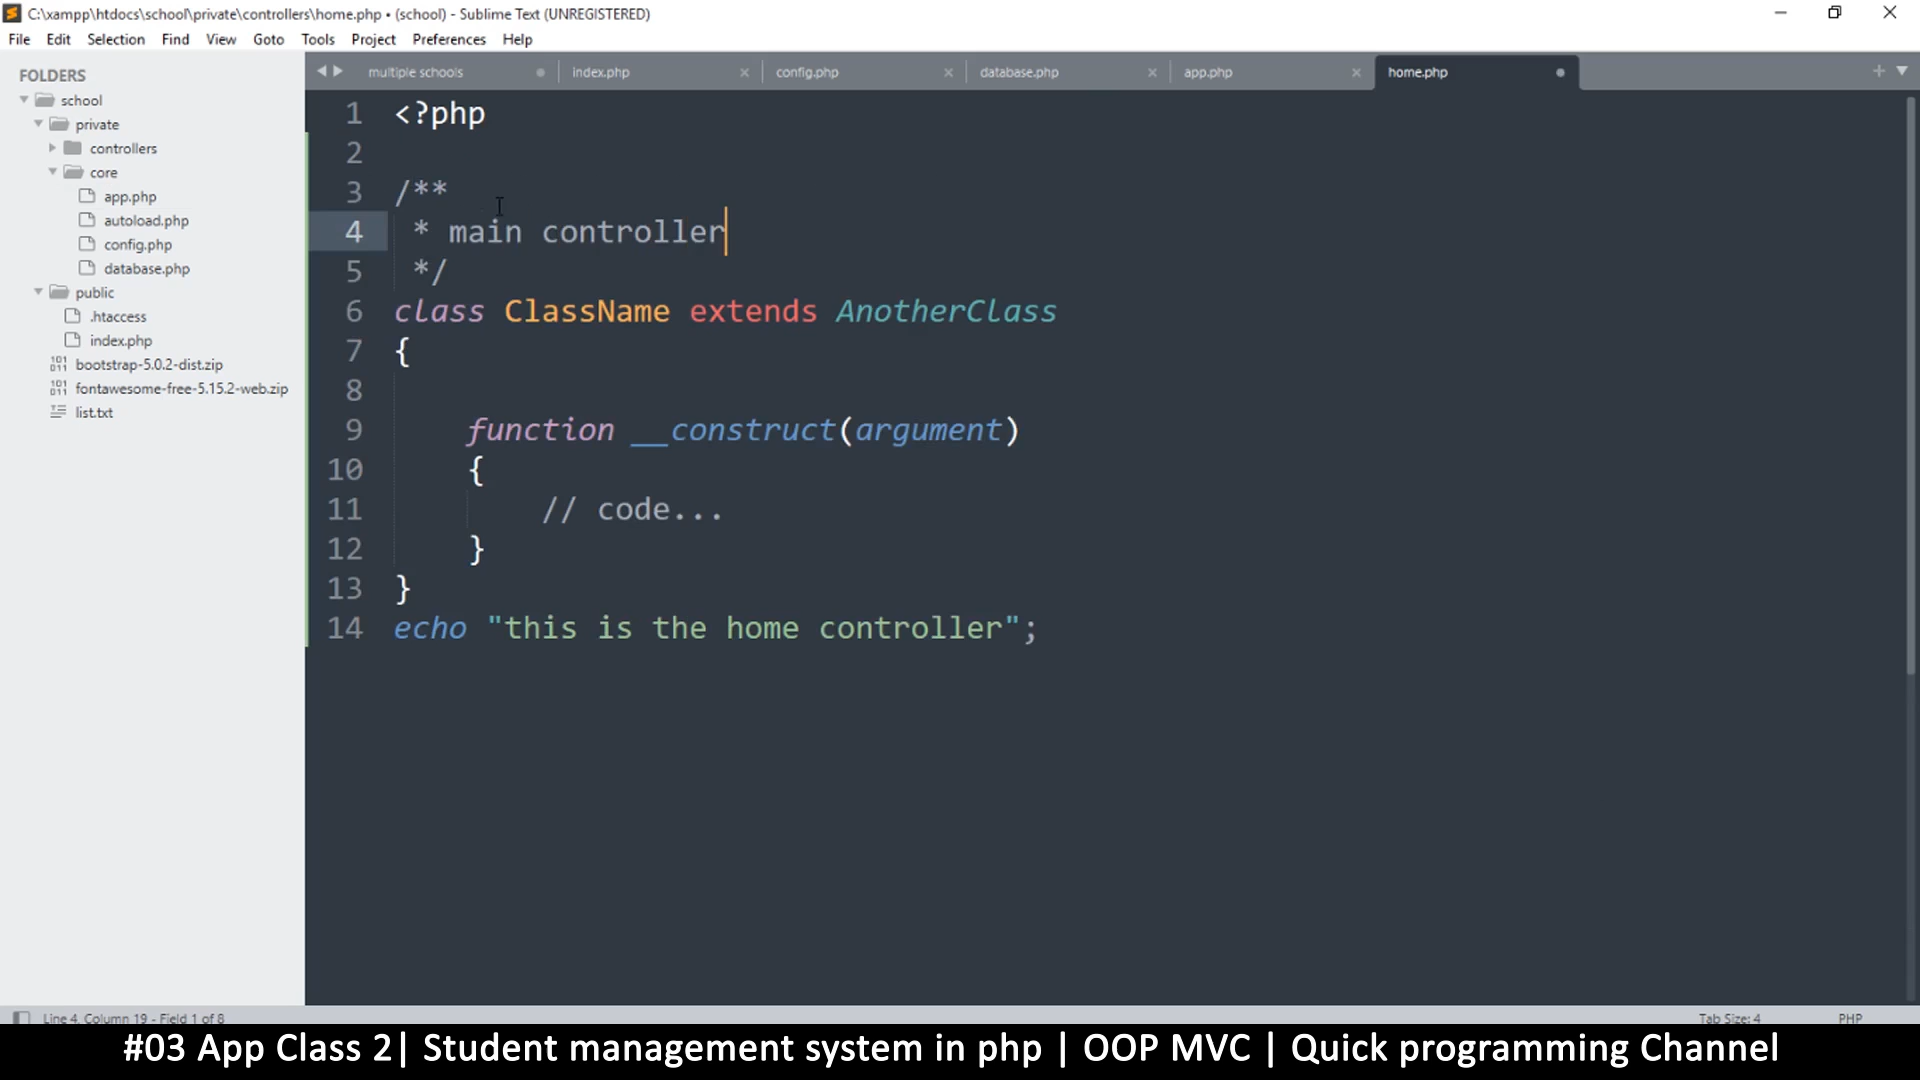 C:\xampp\htdocs\school\private\controllers\home.php • (school) - Sublime Text (UNREGISTERED)
File Edit Selection Find View Goto Tools Project Preferences Help
FOLDERS
school
private
controllers
core
app.php
autoload.php
config.php
database.php
public
.htaccess
index.php
bootstrap-5.0.2-dist.zip
fontawesome-free-5.15.2-web.zip
list.txt
multiple schools index.php config.php database.php app.php home.php
1 <?php
2
3 /**
4 * main controller
5 */
6 class ClassName extends AnotherClass
7 {
8
9 function __construct(argument)
10 {
11 // code...
12 }
13 }
14 echo "this is the home controller";
Line 4, Column 19 - Field 1 of 8 Tab Size: 4 PHP
#03 App Class 2| Student management system in php | OOP MVC | Quick programming Channel